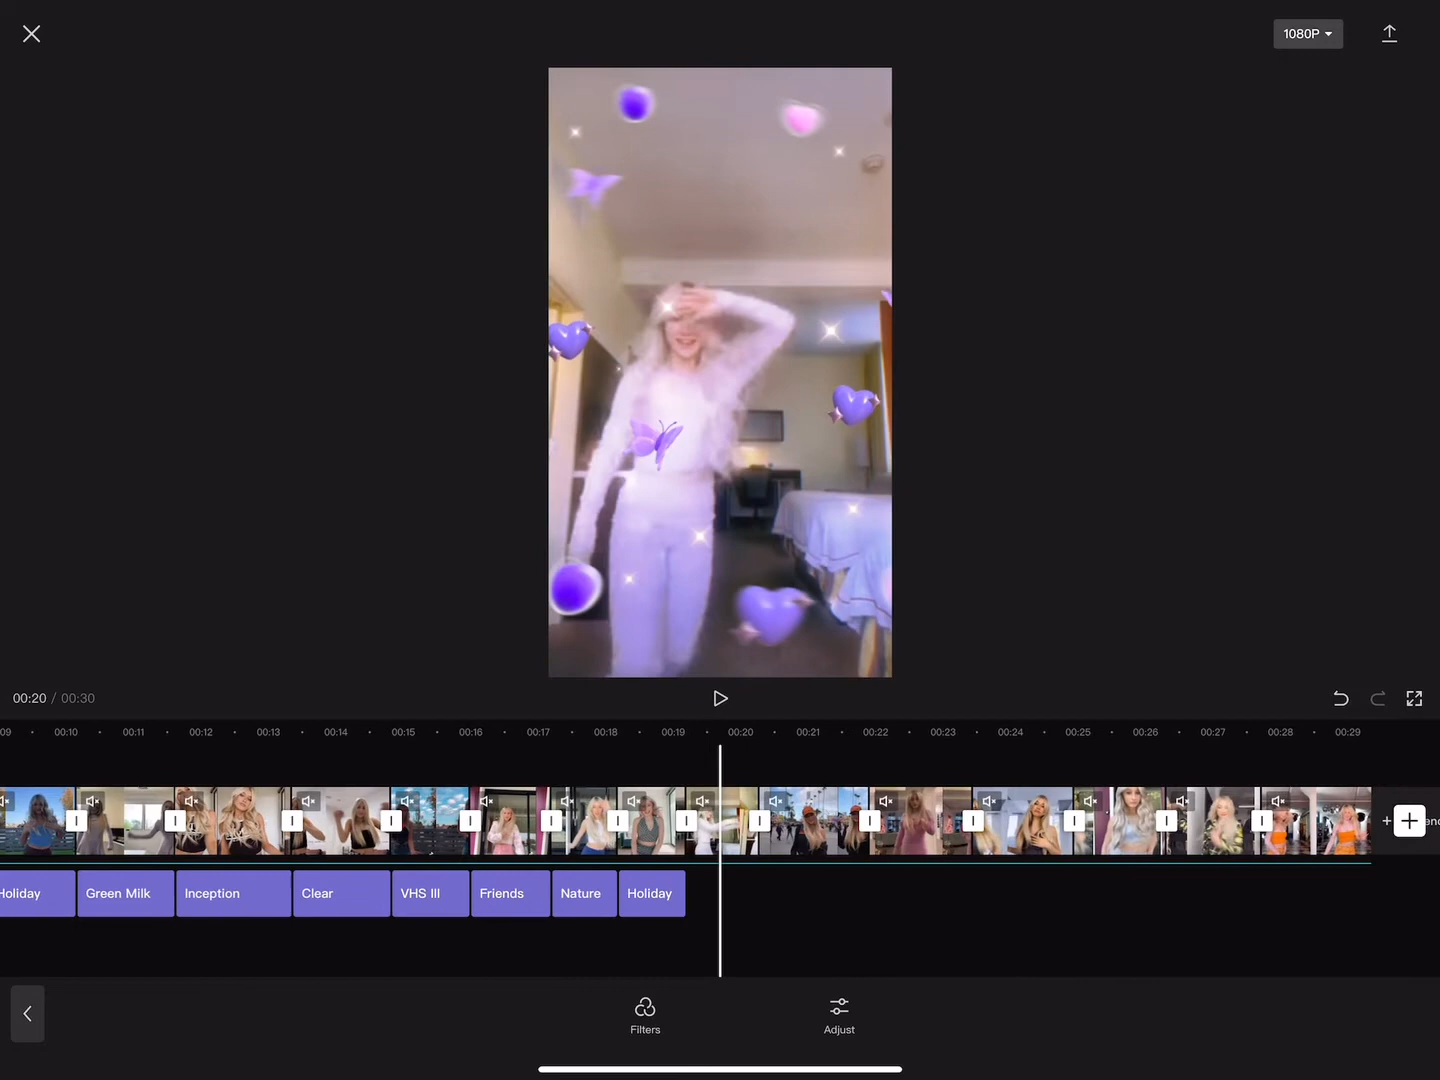 1080P
00:20 / 00:30
09 00:10 00:11 00:12 00:13 00:14 00:15 00:16 00:17 00:18 00:19 00:20 00:21 00:22 00:23 00:24 00:25 00:26 00:27 00:28 00:29
Holiday Green Milk Inception Clear VHS III Friends Nature Holiday
Filters Adjust